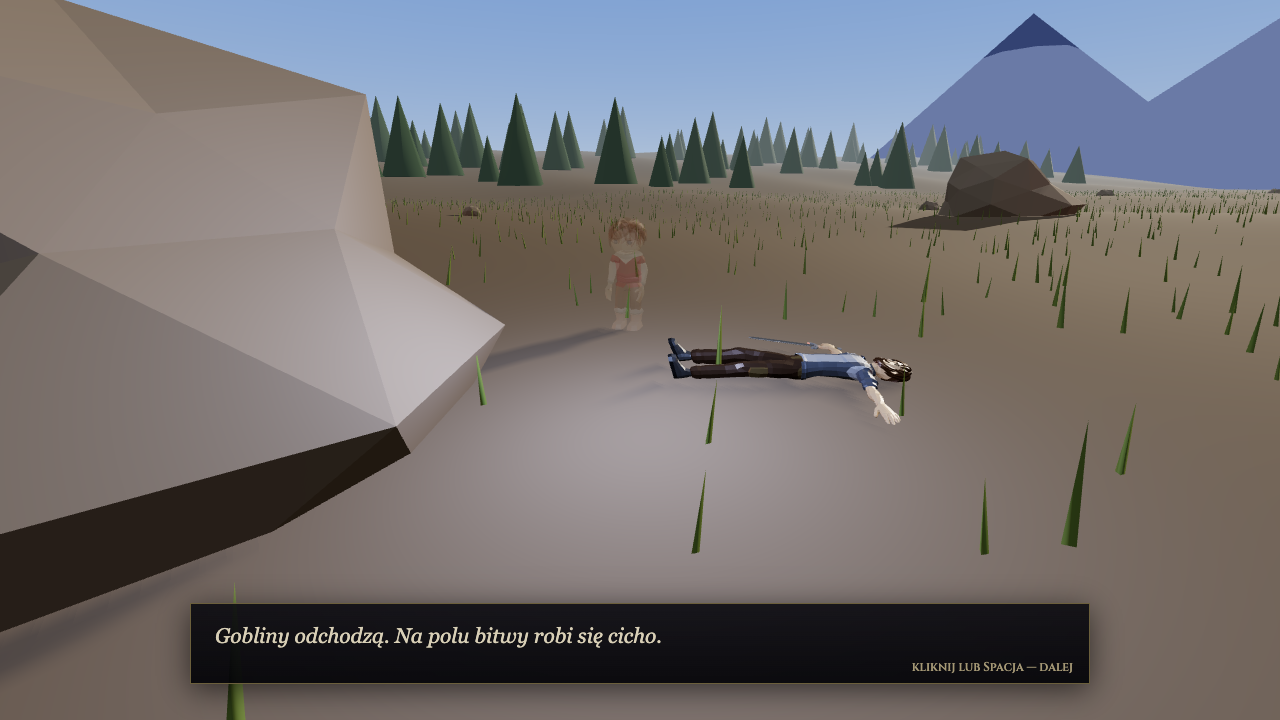 Gobliny odchodzą. Na polu bitwy robi się cicho.
KLIKNIJ LUB SPACJA — DALEJ